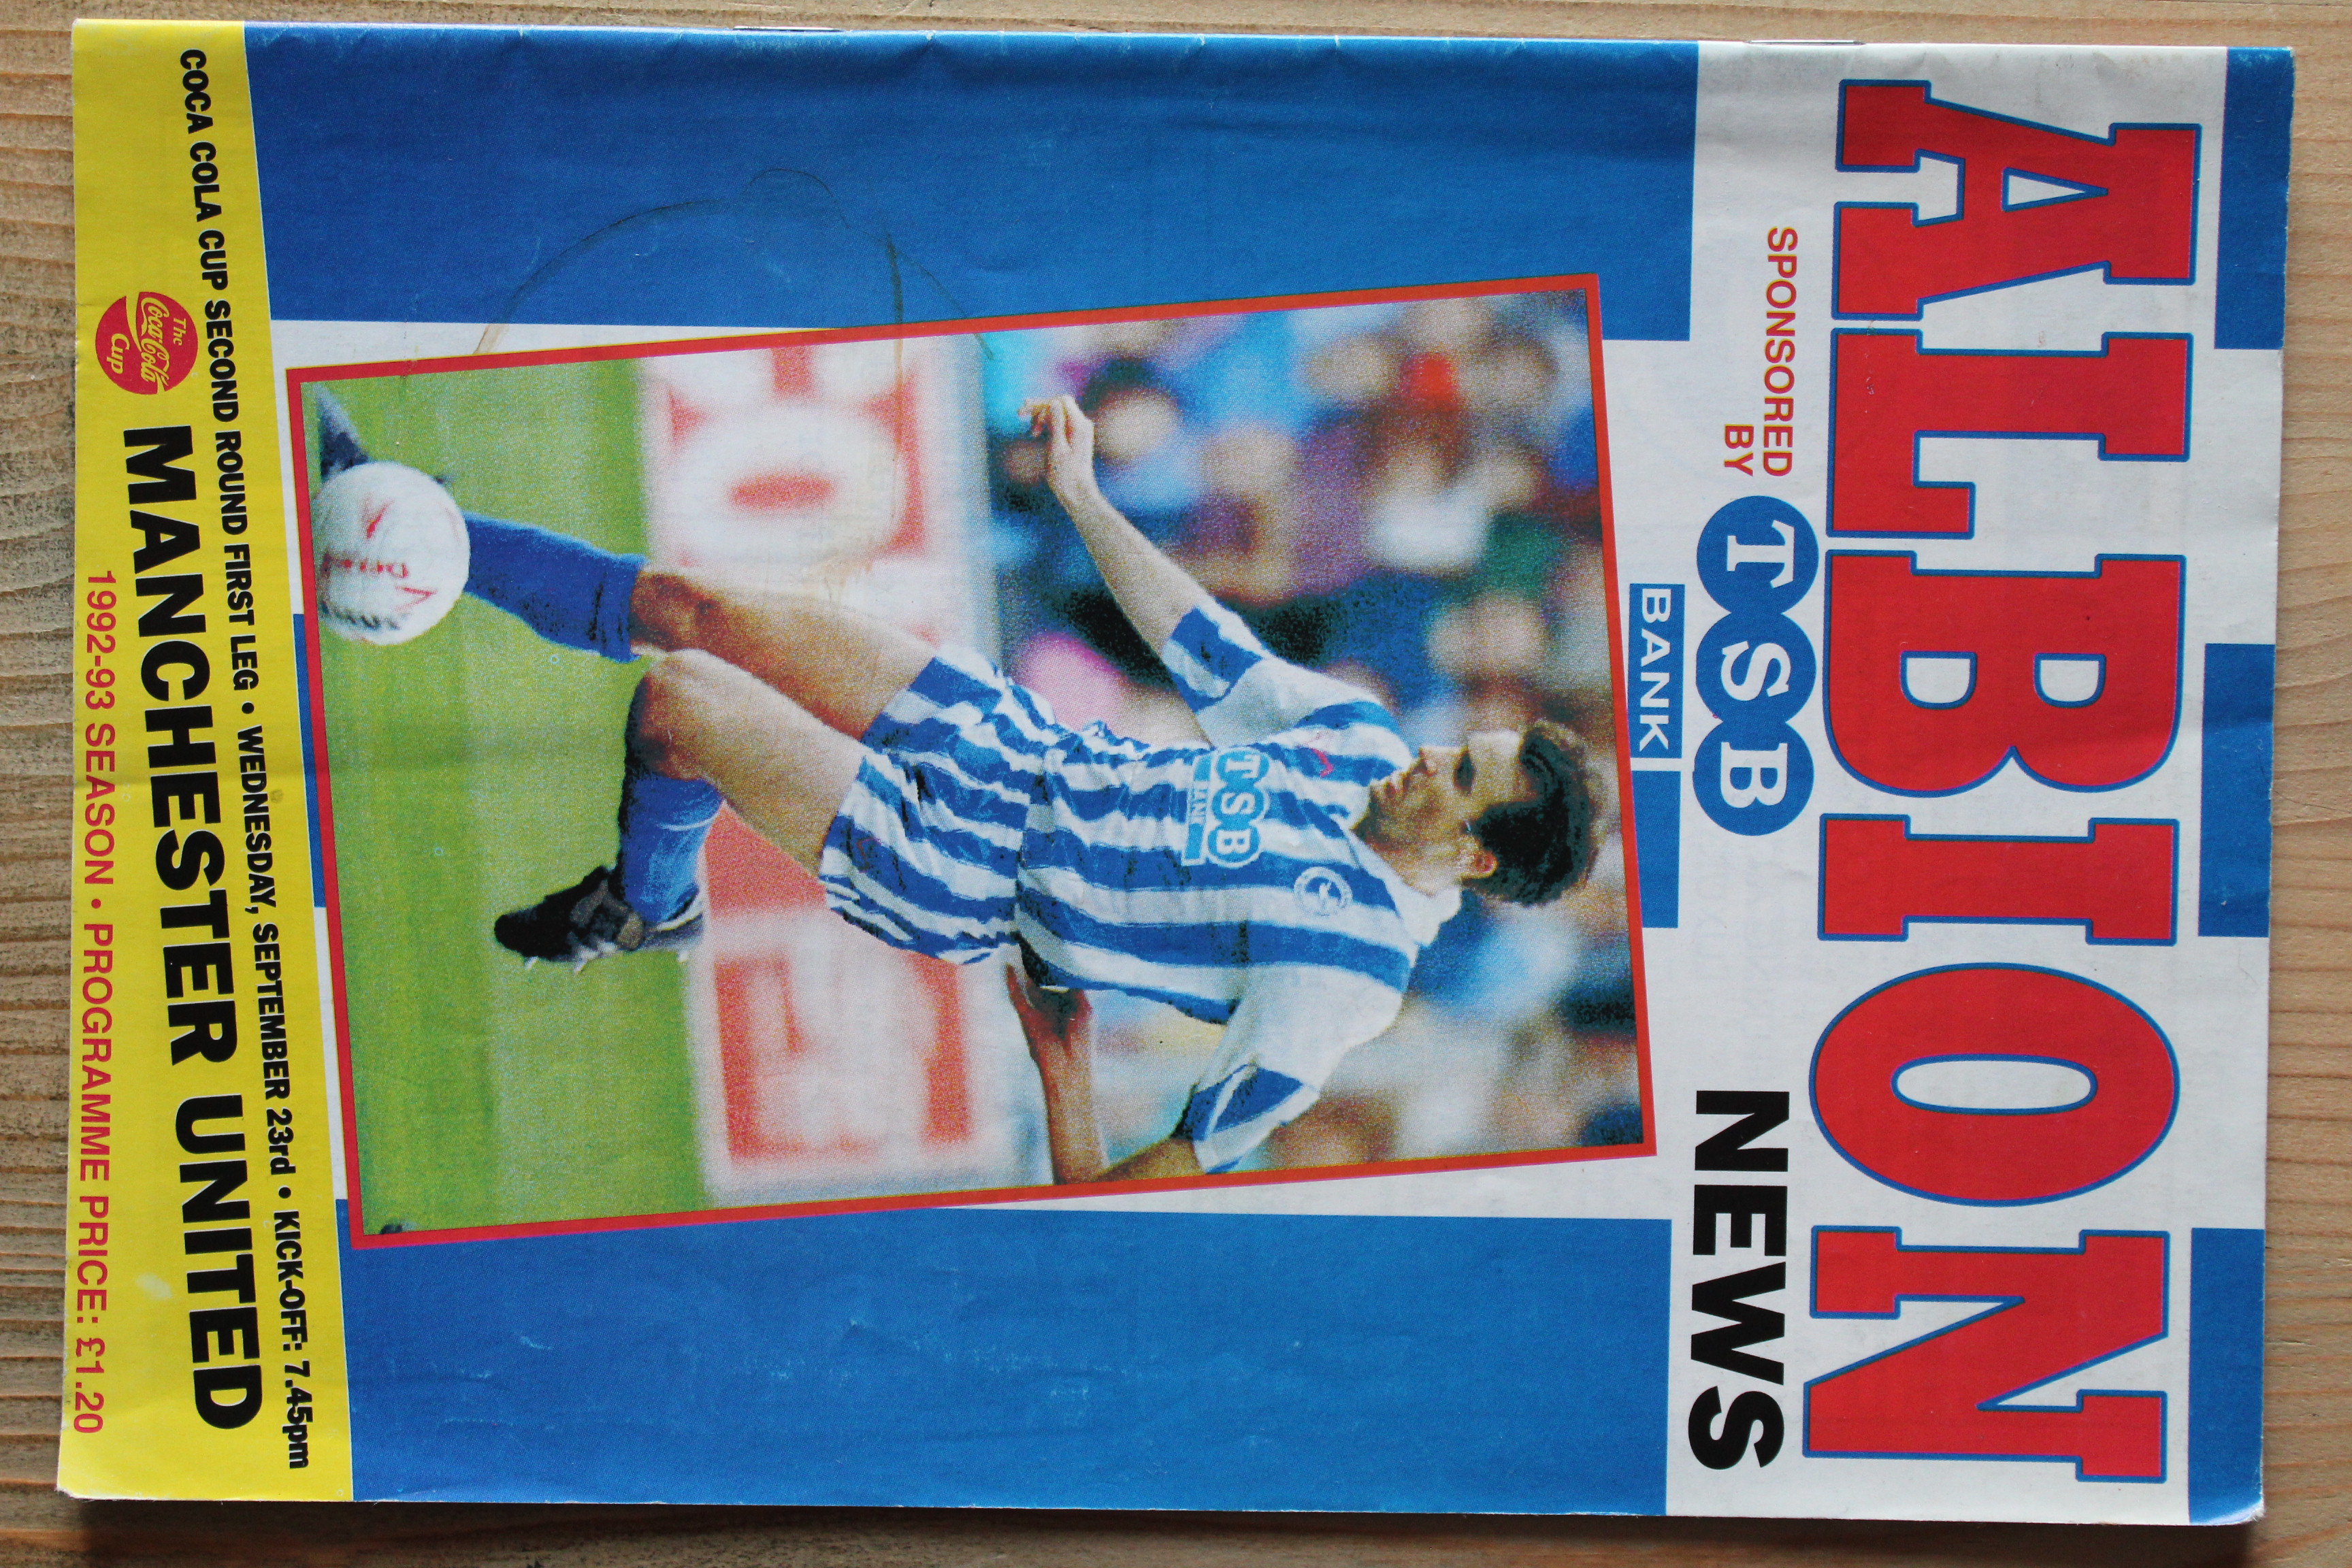 ALBION
SPONSORED
BY
TSB
BANK
NEWS
TSB
BANK
COCA COLA CUP SECOND ROUND FIRST LEG • WEDNESDAY, SEPTEMBER 23rd • KICK-OFF: 7.45pm
The
Coca-Cola
Cup
MANCHESTER UNITED
1992-93 SEASON • PROGRAMME PRICE: £1.20